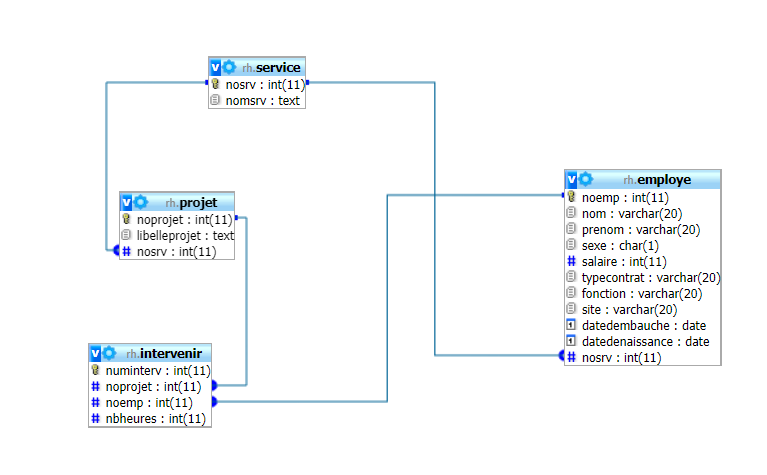 rh.service
nosrv : int(11)
nomsrv : text
rh.projet
noprojet : int(11)
libelleprojet : text
nosrv : int(11)
rh.intervenir
numinterv : int(11)
noprojet : int(11)
noemp : int(11)
nbheures : int(11)
rh.employe
noemp : int(11)
nom : varchar(20)
prenom : varchar(20)
sexe : char(1)
salaire : int(11)
typecontrat : varchar(20)
fonction : varchar(20)
site : varchar(20)
datedembauche : date
datedenaissance : date
nosrv : int(11)